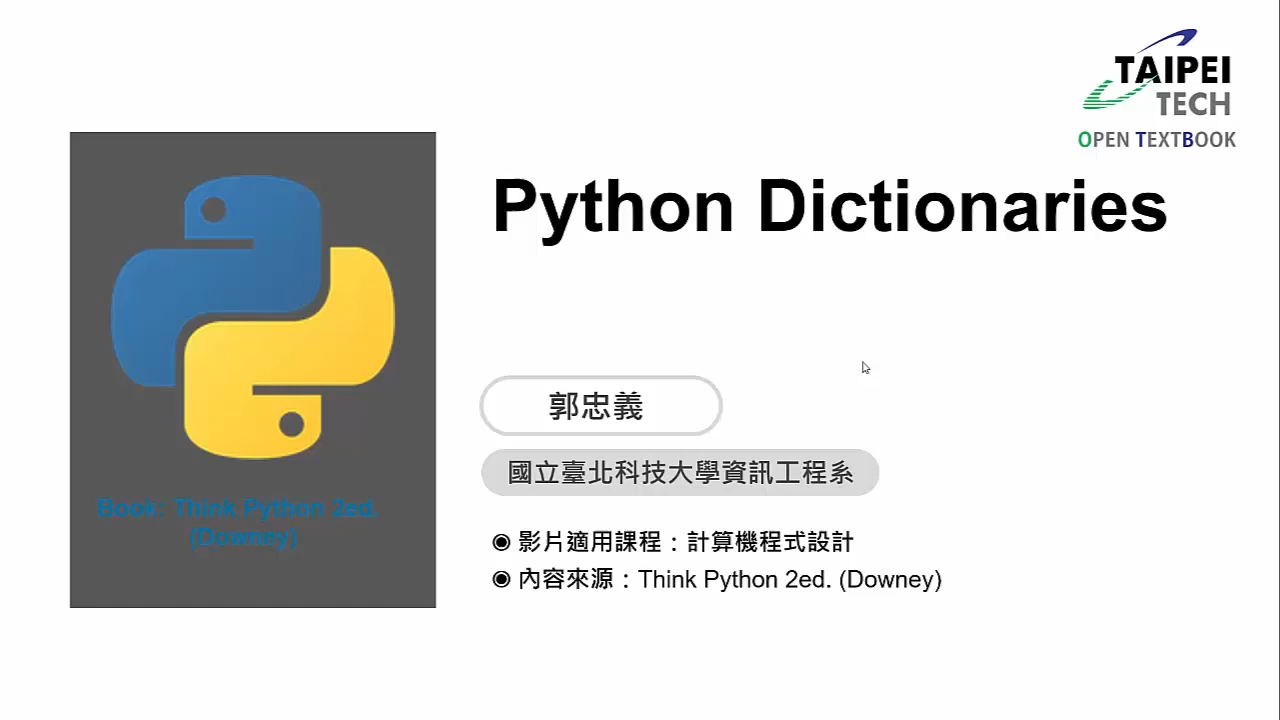 TAIPEI
TECH
OPEN TEXTBOOK
Python Dictionaries
郭忠義
國立臺北科技大學資訊工程系
Book: Think Python 2ed.
(Downey)
◉ 影片適用課程：計算機程式設計
◉ 內容來源：Think Python 2ed. (Downey)